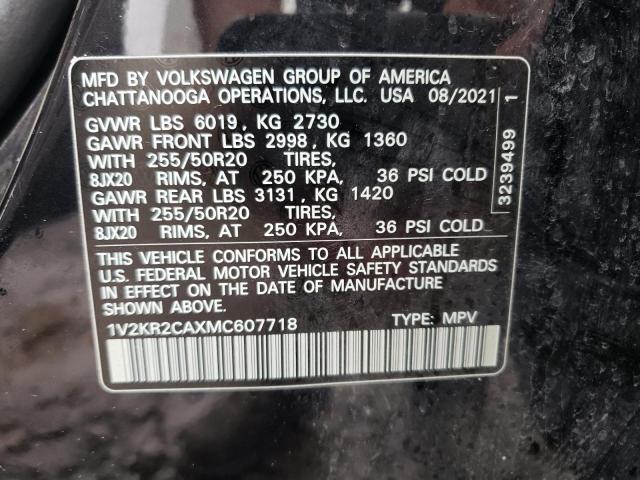 MFD BY VOLKSWAGEN GROUP OF AMERICA
CHATTANOOGA OPERATIONS, LLC. USA 08/2021
GVWR LBS 6019, KG 2730
GAWR FRONT LBS 2998, KG 1360
WITH 255/50R20 TIRES,
8JX20 RIMS, AT 250 KPA, 36 PSI COLD
GAWR REAR LBS 3131, KG 1420
WITH 255/50R20 TIRES,
8JX20 RIMS, AT 250 KPA, 36 PSI COLD
THIS VEHICLE CONFORMS TO ALL APPLICABLE
U.S. FEDERAL MOTOR VEHICLE SAFETY STANDARDS
IN EFFECT ON THE DATE OF MANUFACTURE
SHOWN ABOVE.
1V2KR2CAXMC607718 TYPE: MPV
3239499 1